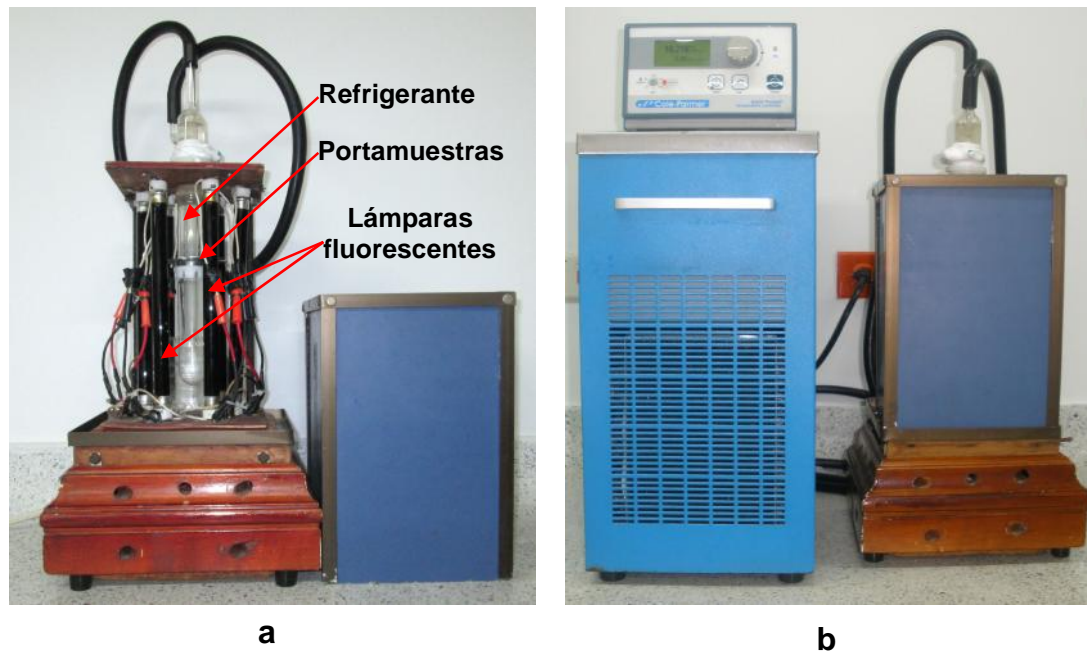 Refrigerante
Portamuestras
Lámparas
fluorescentes
Cole-Parmer
a
b